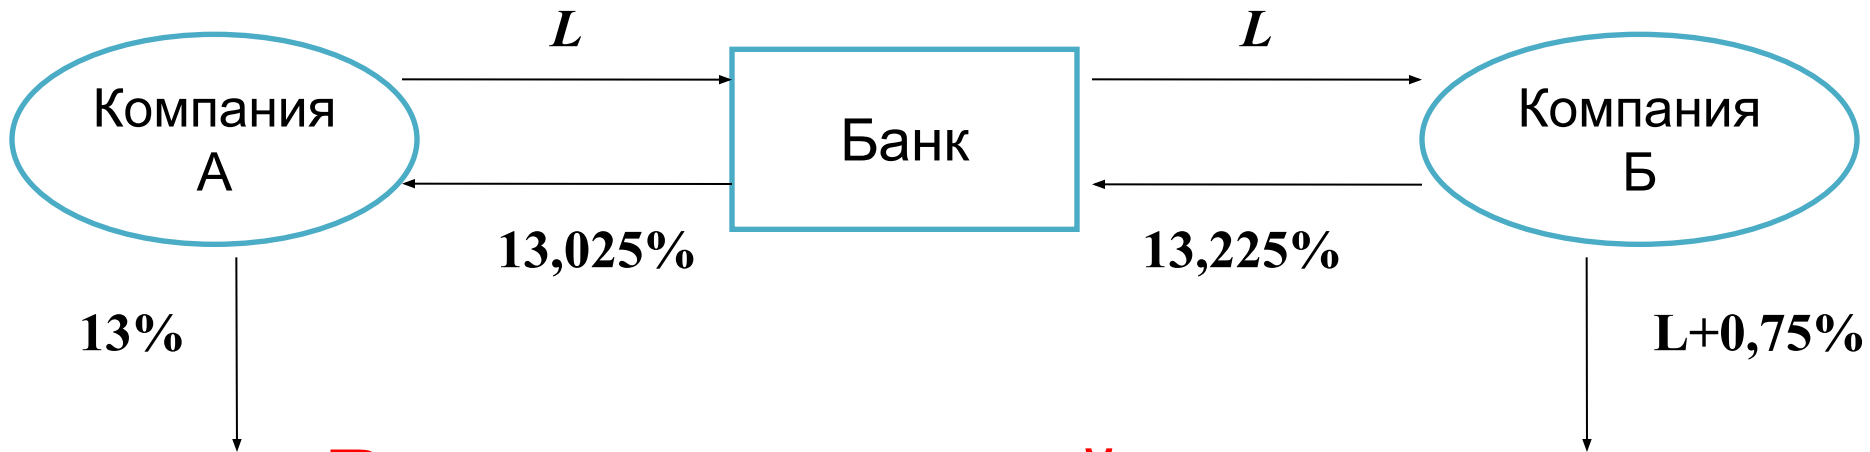 L
L
Компания
А
Банк
Компания
Б
13,025%
13,225%
13%
L+0,75%